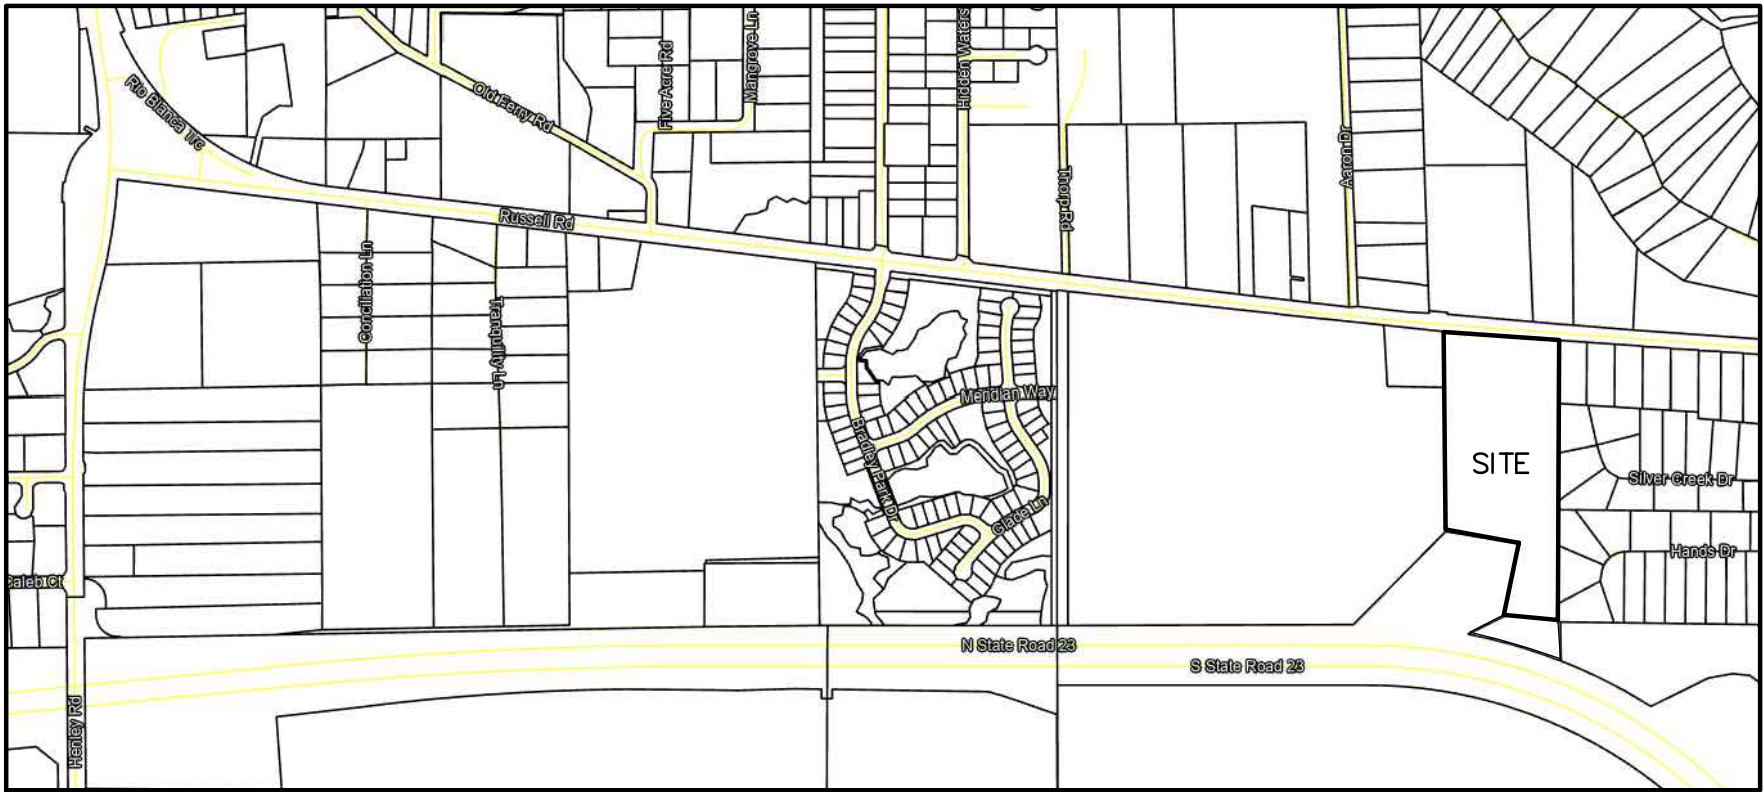 Mangrove Ln
Hidden Waters
Five Acre Rd
Rio Blanca Trc
Old Ferry Rd
Aaron Dr
Thorp Rd
Russell Rd
Conciliation Ln
Tranquility Ln
Meridian Way
Bradley Park Dr
SITE
Silver Creek Dr
Glade Ln
Hands Dr
Caleb Ct
N State Road 23
S State Road 23
Henley Rd